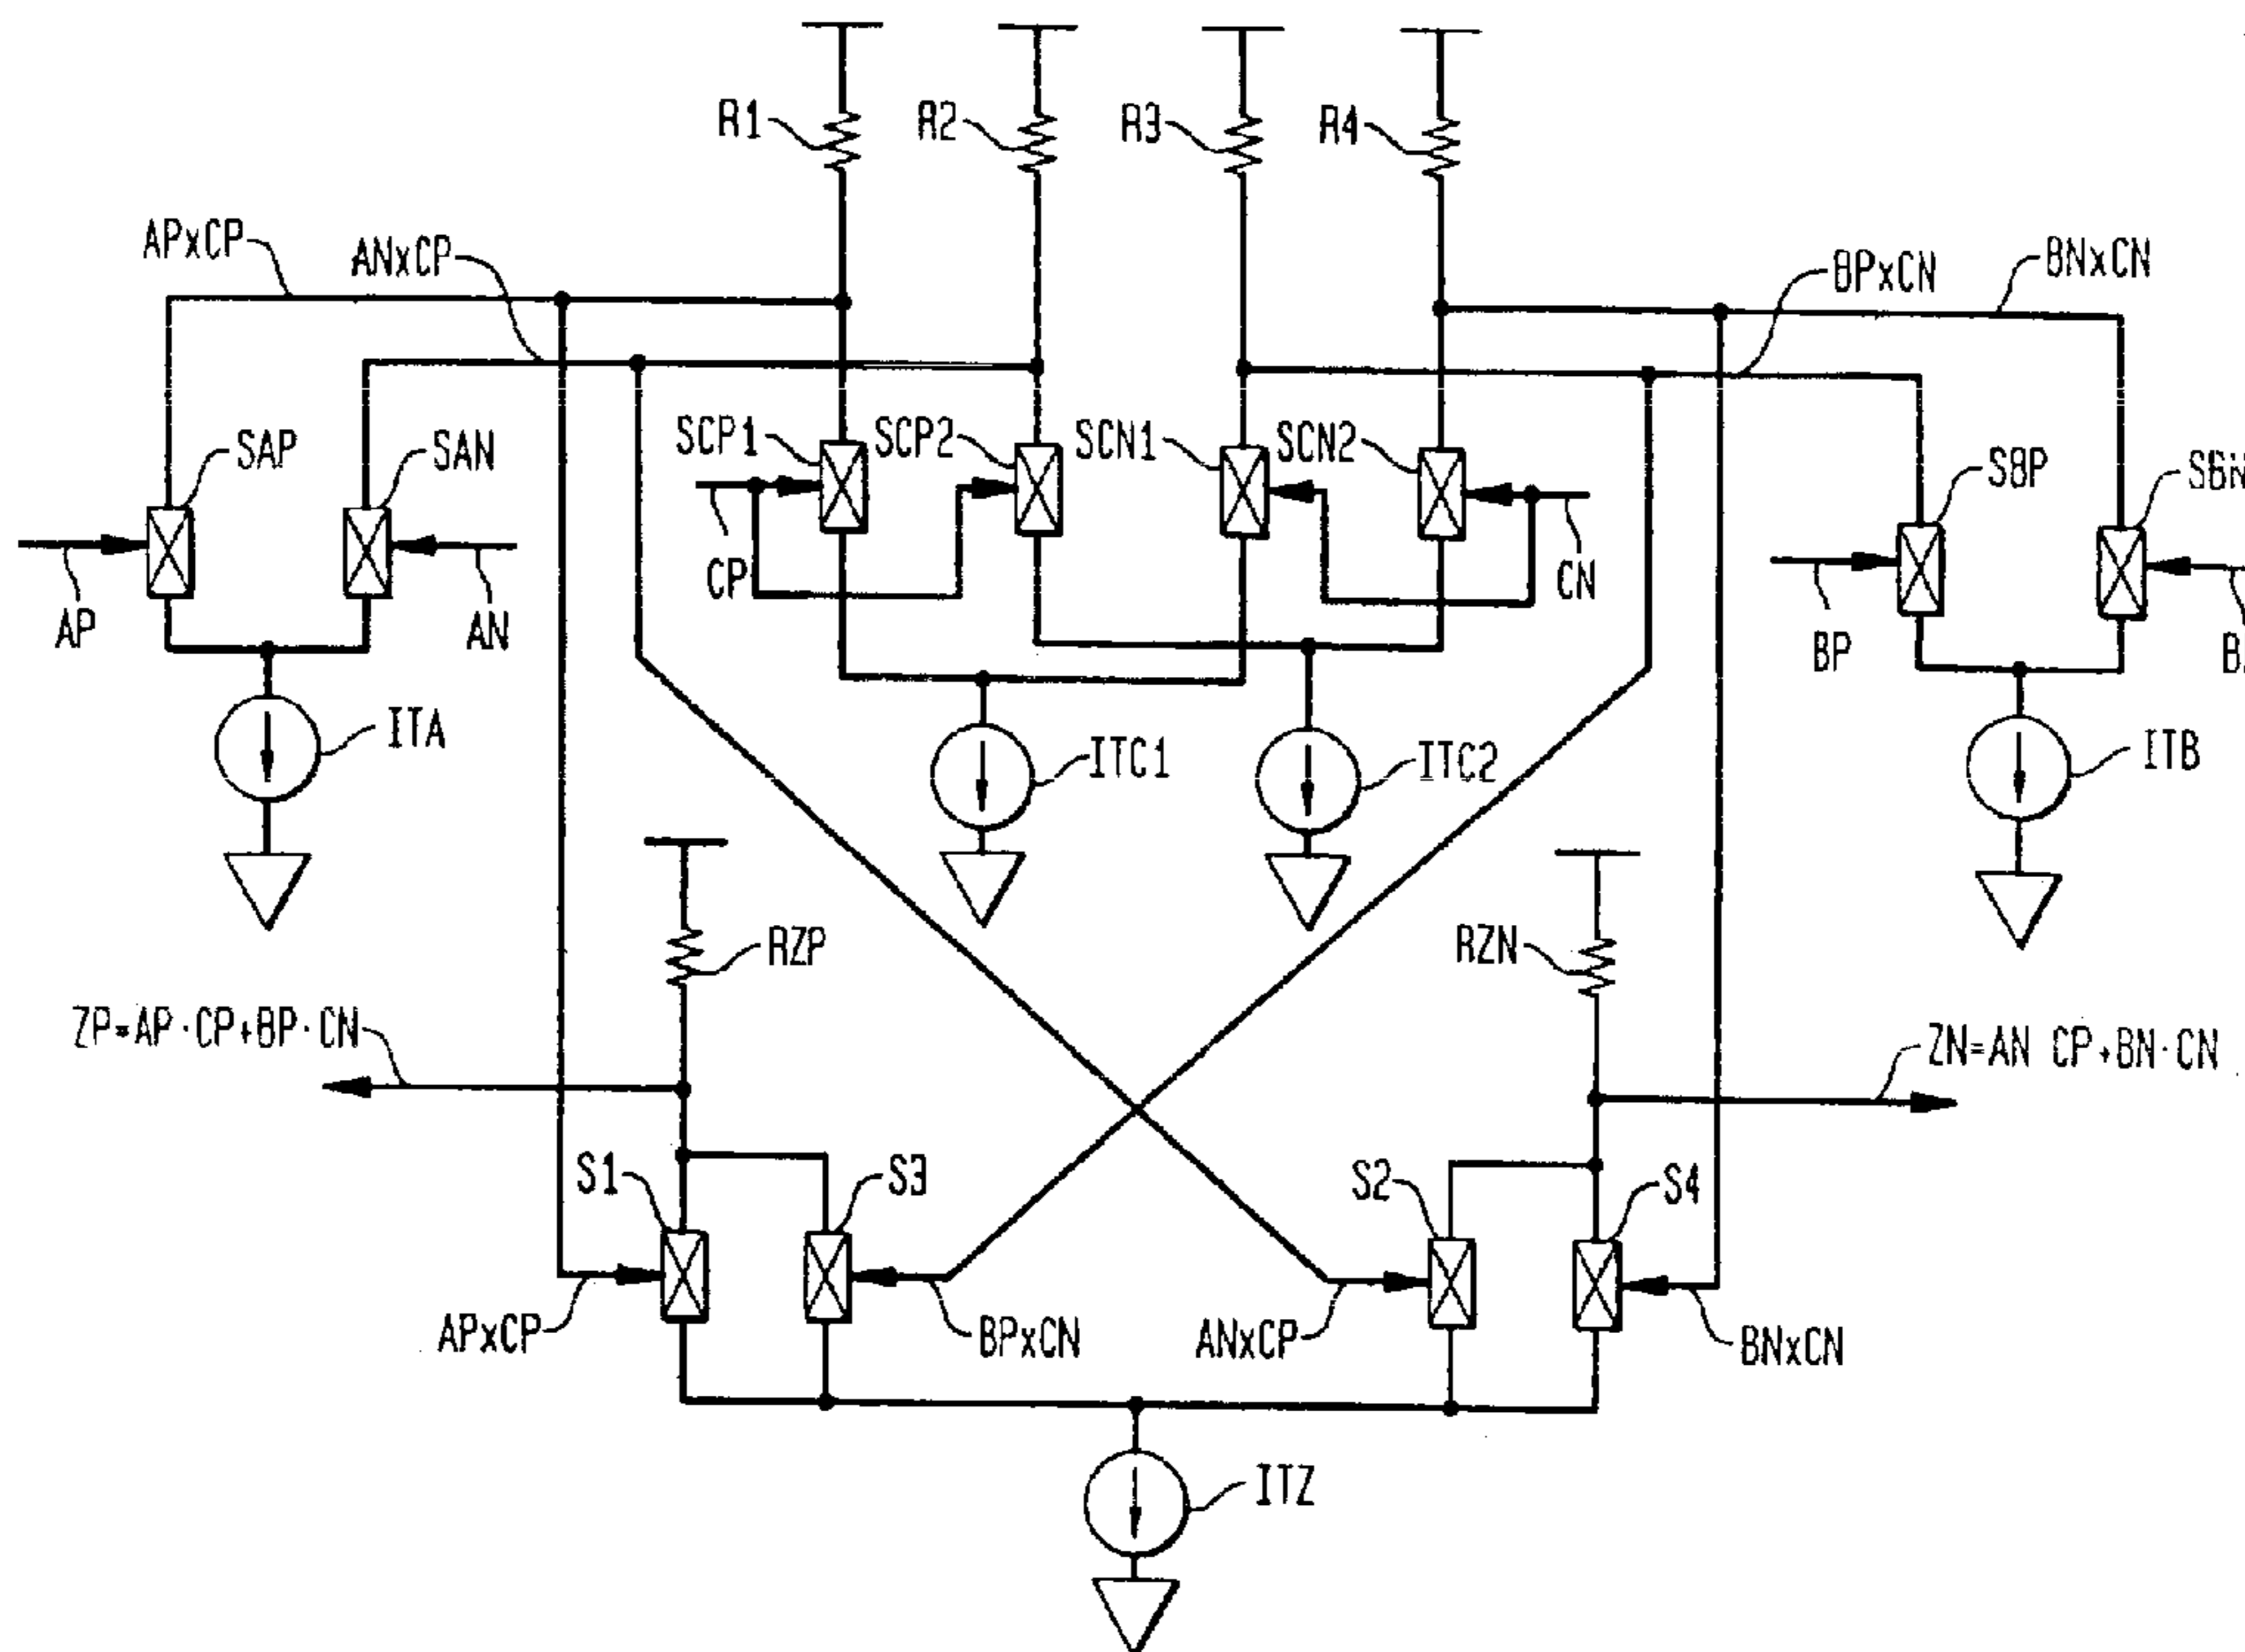 R1
R2
R3
R4
APxCP
ANxCP
BPxCN
BNxCN
SAP
SAN
SCP1
SCP2
SCN1
SCN2
SBP
SBN
AP
AN
CP
CN
BP
ITA
ITC1
ITC2
ITB
RZP
RZN
ZP=AP·CP+BP·CN
ZN=AN CP+BN·CN
S1
S3
S2
S4
APxCP
BPxCN
ANxCP
BNxCN
ITZ